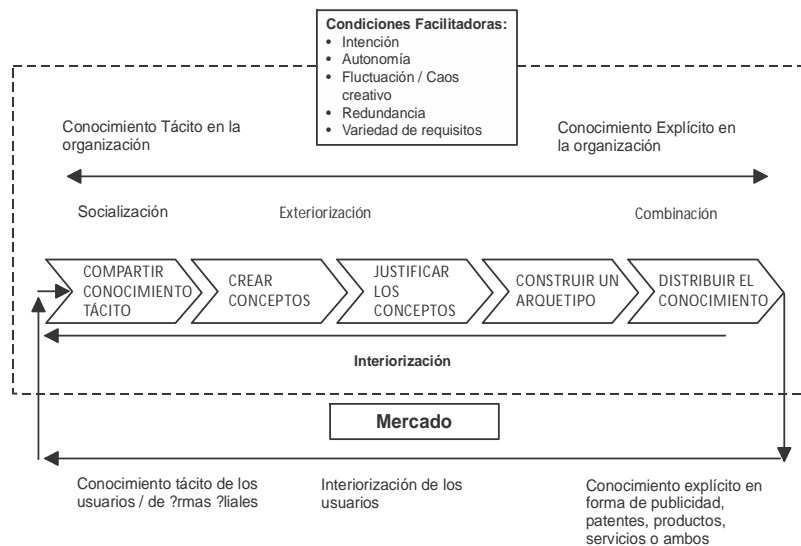 Condiciones Facilitadoras:
• Intención
• Autonomía
• Fluctuación / Caos
creativo
• Redundancia
• Variedad de requisitos
Conocimiento Tácito en la
organización
Conocimiento Explícito en
la organización
Socialización
Exteriorización
Combinación
COMPARTIR
CONOCIMIENTO
TÁCITO
CREAR
CONCEPTOS
JUSTIFICAR
LOS
CONCEPTOS
CONSTRUIR UN
ARQUETIPO
DISTRIBUIR EL
CONOCIMIENTO
Interiorización
Mercado
Conocimiento tácito de los
usuarios / de ?rmas ?liales
Interiorización de los
usuarios
Conocimiento explícito en
forma de publicidad,
patentes, productos,
servicios o ambos